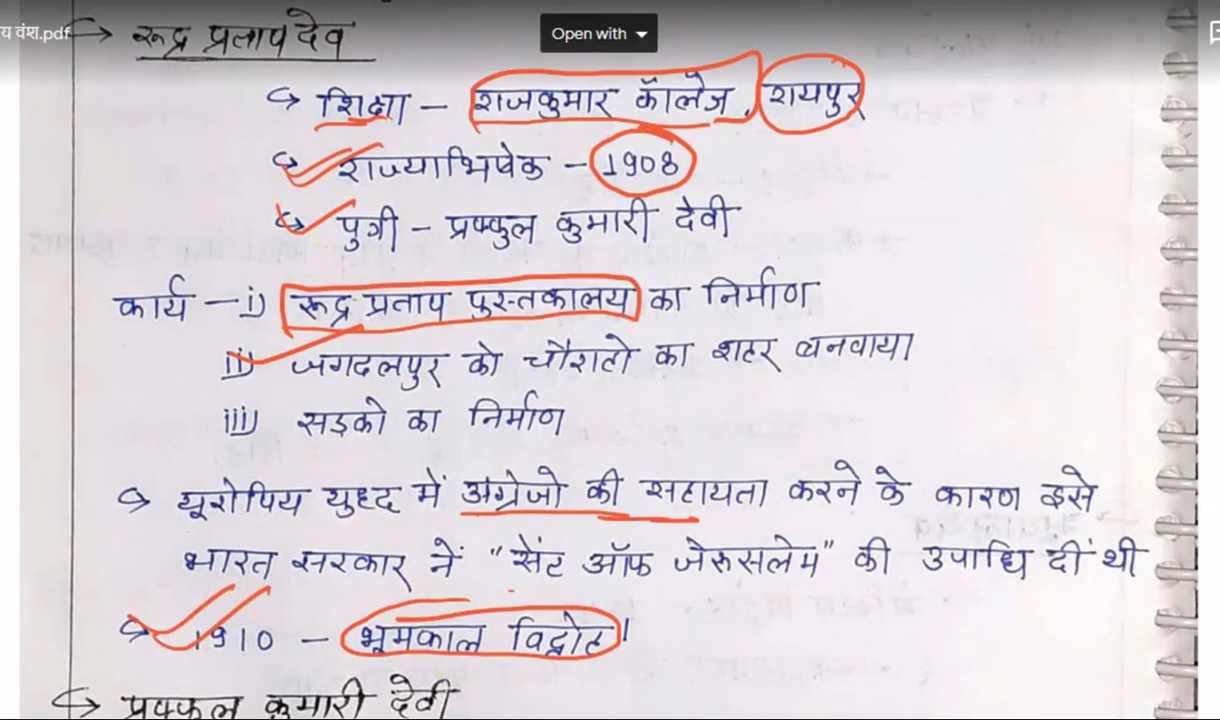 य वंश.pdf
Open with
→ रूद्र प्रताप देव
→ शिक्षा – राजकुमार कॉलेज, रायपुर
→ राज्याभिषेक – 1908
→ पुत्री – प्रफ्फुल कुमारी देवी
कार्य – i) रूद्र प्रताप पुस्तकालय का निर्माण
ii) जगदलपुर को चौराहो का शहर बनवाया
iii) सड़को का निर्माण
→ यूरोपिय युध्द में अंग्रेजो की सहायता करने के कारण इसे
भारत सरकार नें "सेंट ऑफ जेरूसलेम" की उपाधि दीं थी
→ 1910 – भूमकाल विद्रोह।
→ प्रफ्फुल कुमारी देवी